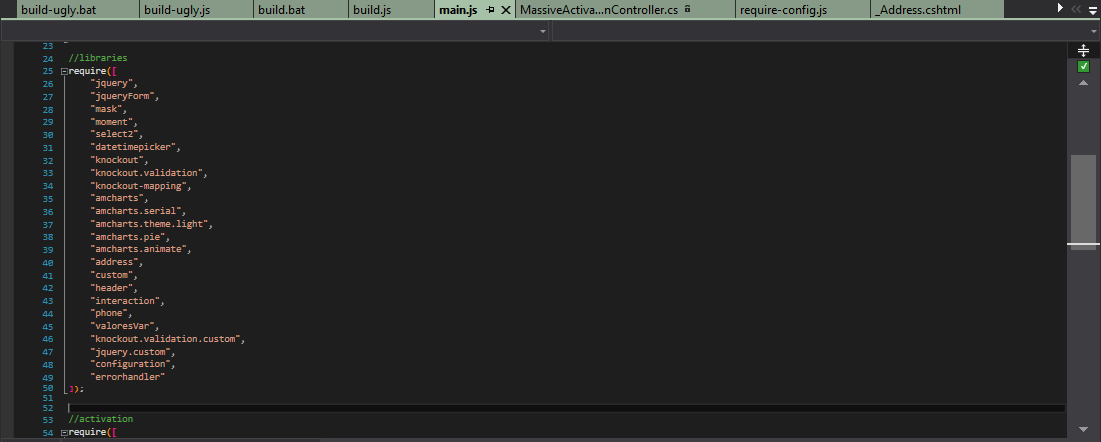 build-ugly.bat build-ugly.js build.bat build.js main.js MassiveActiva...nController.cs require-config.js _Address.cshtml
23
24 //libraries
25 require([
26 "jquery",
27 "jqueryForm",
28 "mask",
29 "moment",
30 "select2",
31 "datetimepicker",
32 "knockout",
33 "knockout.validation",
34 "knockout-mapping",
35 "amcharts",
36 "amcharts.serial",
37 "amcharts.theme.light",
38 "amcharts.pie",
39 "amcharts.animate",
40 "address",
41 "custom",
42 "header",
43 "interaction",
44 "phone",
45 "valoresVar",
46 "knockout.validation.custom",
47 "jquery.custom",
48 "configuration",
49 "errorhandler"
50 ]);
51
52
53 //activation
54 require([